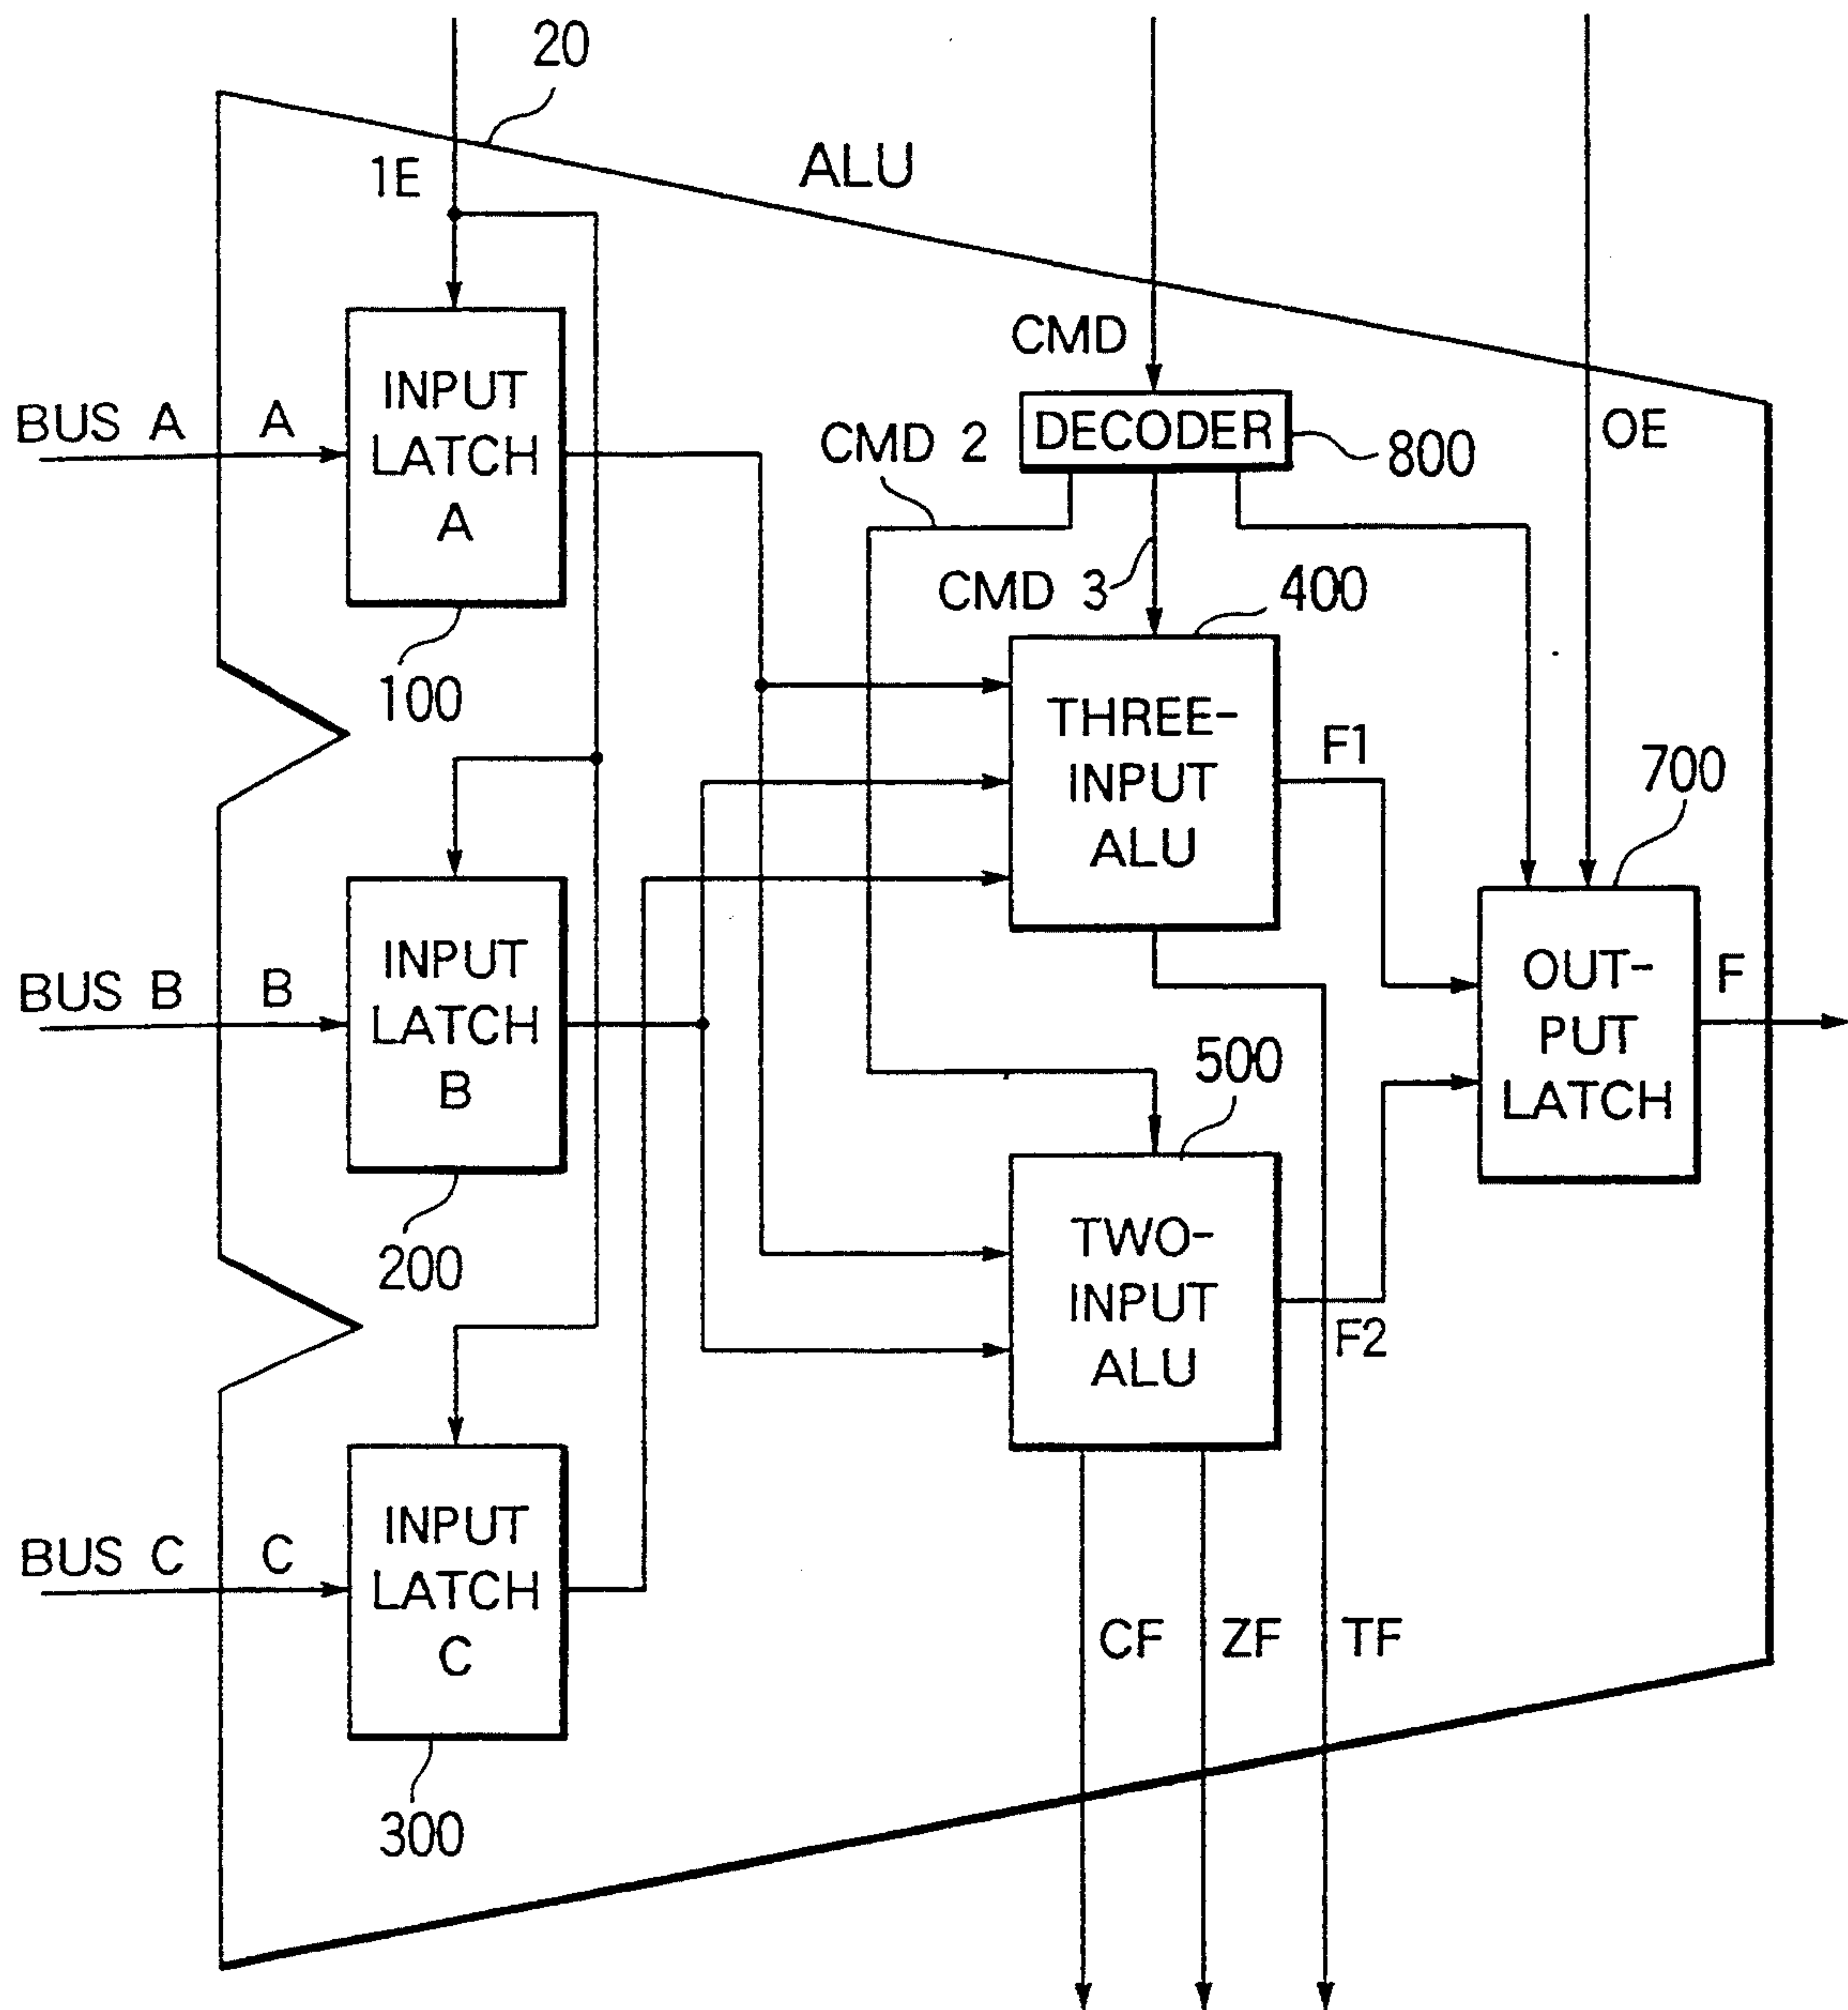 20
1E
ALU
CMD
OE
BUS A
A
INPUT
LATCH
A
100
DECODER
800
CMD 2
CMD 3
400
THREE-
INPUT
ALU
F1
700
BUS B
B
INPUT
LATCH
B
200
OUT-
PUT
LATCH
F
500
TWO-
INPUT
ALU
F2
BUS C
C
INPUT
LATCH
C
300
CF
ZF
TF